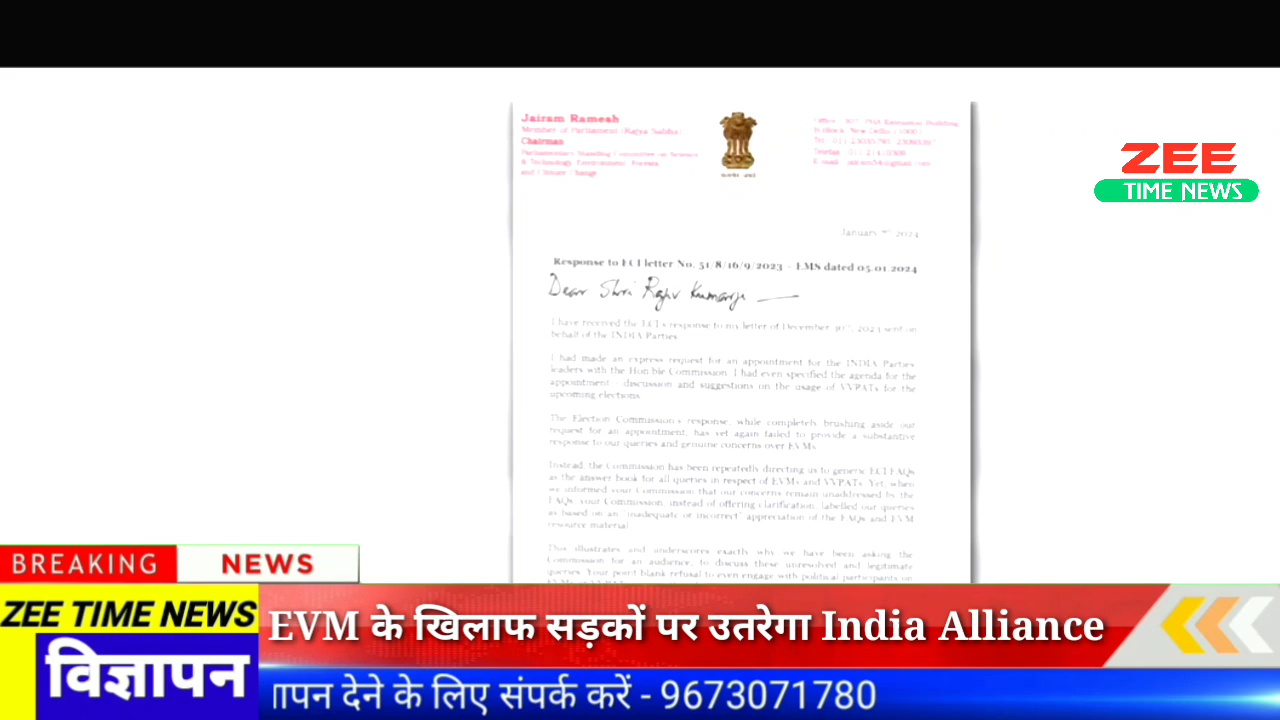 Jairam Ramesh
Member of Parliament (Rajya Sabha)
Chairman
Parliamentary Standing Committee on Science
& Technology, Environment, Forests
and Climate Change
ZEE
TIME NEWS
2024
Response to ECI letter No. 51/8/16/9/2023 - EMS dated 05.01.2024
Dear Shri Rajiv Kumarji
I have received the ECI's response to my letter of December 30th, 2023 sent on
behalf of the INDIA Parties.
I had made an express request for an appointment for the INDIA Parties
leaders with the Hon'ble Commission. I had even specified the agenda for the
appointment - discussion and suggestions on the usage of VVPATs for the
upcoming elections.
The Election Commission's response, while completely brushing aside our
request for an appointment, has yet again failed to provide a substantive
response to our queries and genuine concerns over EVMs.
Instead, the Commission has been repeatedly directing us to generic ECI FAQs
as the answer book for all queries in respect of EVMs and VVPATs. Yet, when
we informed your Commission that our concerns remain unaddressed by the
FAQs, your Commission, instead of offering clarification, labelled our queries
as based on an "inadequate or incorrect" appreciation of the FAQs and EVM
resource material.
This illustrates and underscores exactly why we have been asking the
Commission for an audience, to discuss these unresolved and legitimate
queries. Your point blank refusal to even engage with political participants on
BREAKING NEWS
ZEE TIME NEWS
EVM के खिलाफ सड़कों पर उतरेगा India Alliance
विज्ञापन
ापन देने के लिए संपर्क करें - 9673071780